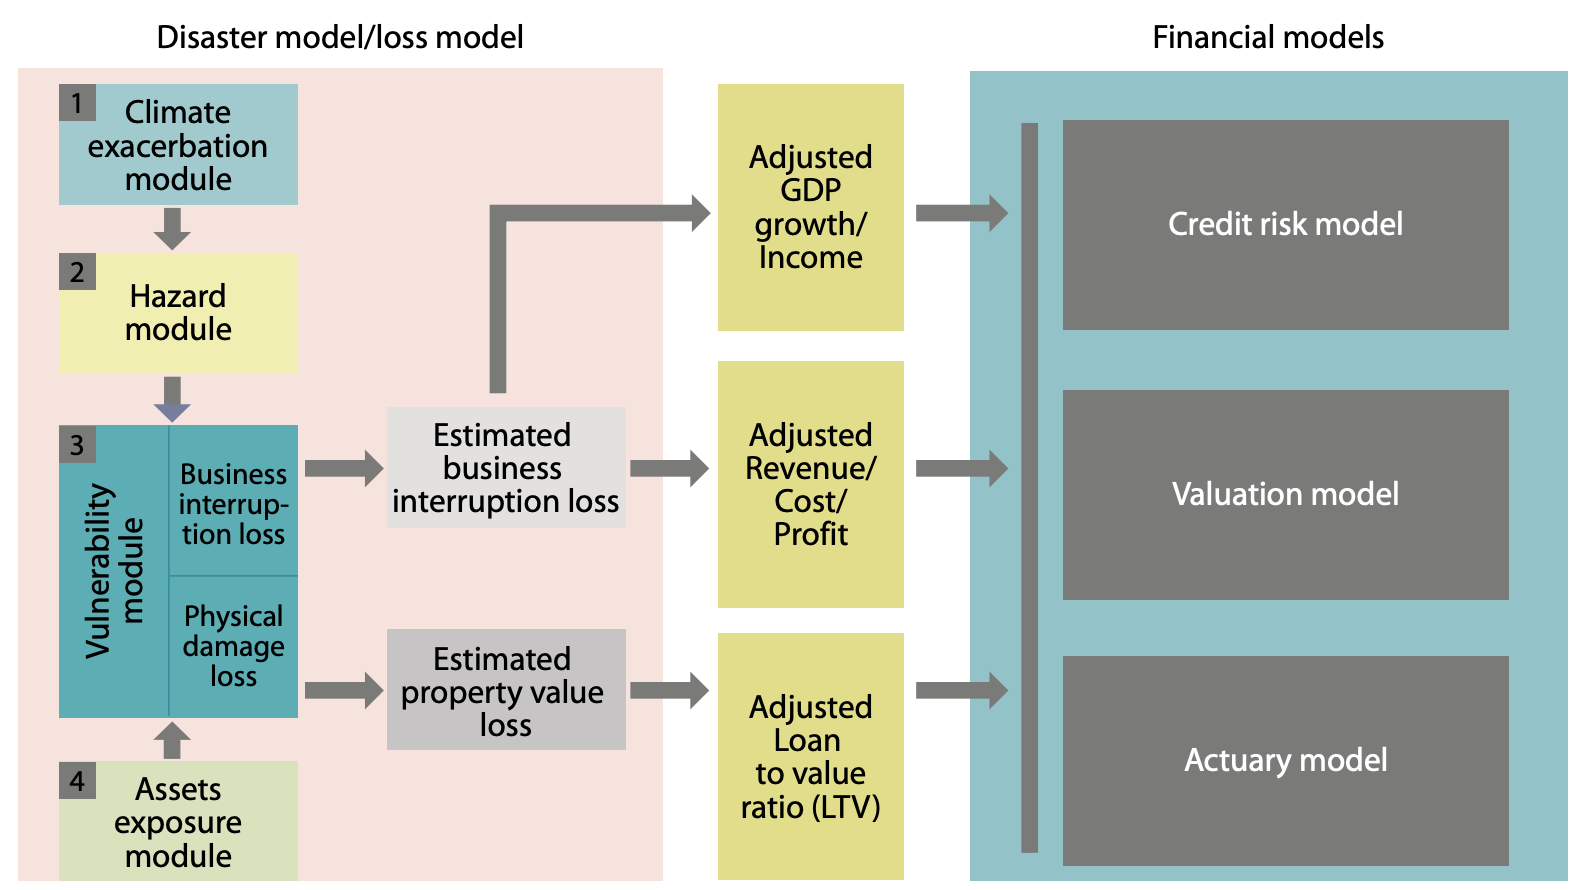 Disaster model/loss model
Financial models
1
Climate
exacerbation
module
2
Hazard
module
3
Vulnerability
module
Business
interrup-
tion loss
Physical
damage
loss
4
Assets
exposure
module
Estimated
business
interruption loss
Estimated
property value
loss
Adjusted
GDP
growth/
Income
Adjusted
Revenue/
Cost/
Profit
Adjusted
Loan
to value
ratio (LTV)
Credit risk model
Valuation model
Actuary model